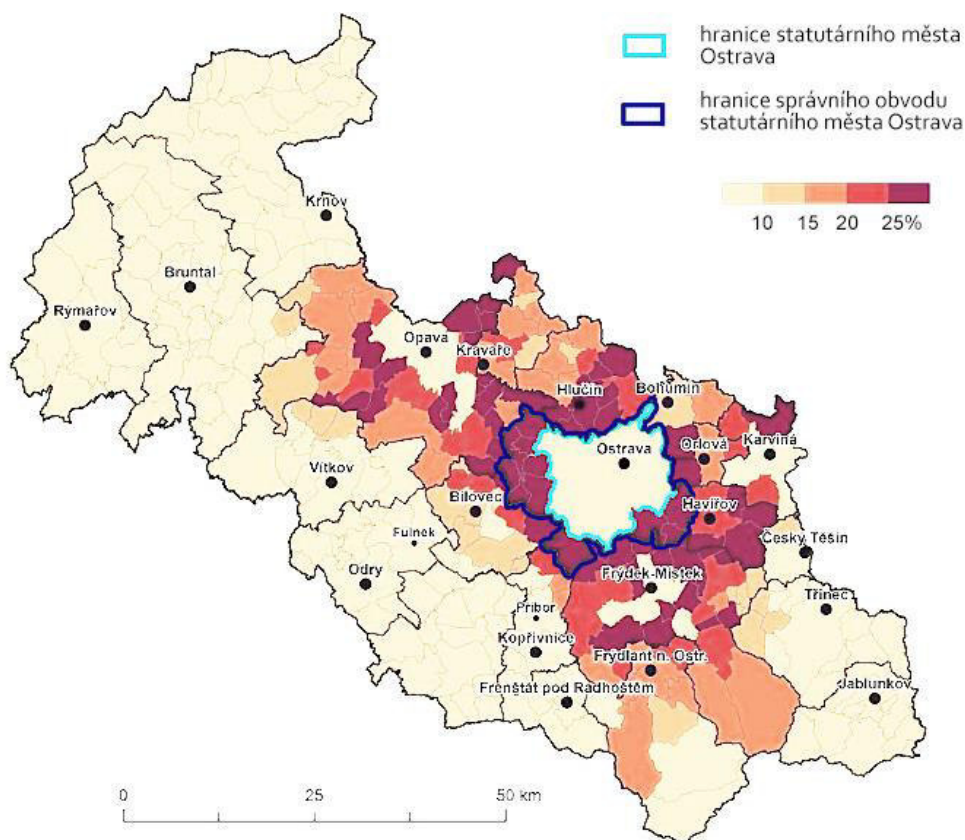 hranice statutárního města
Ostrava
hranice správního obvodu
statutárního města Ostrava
10 15 20 25%
Krnov
Bruntál
Rýmařov
Opava
Kravaře
Hlučín
Bohumín
Ostrava
Orlová
Karviná
Vítkov
Bílovec
Havířov
Fulnek
Český Těšín
Odry
Frýdek-Místek
Třinec
Příbor
Kopřivnice
Frýdlant n. Ostr.
Frenštát pod Radhoštěm
Jablunkov
0 25 50 km